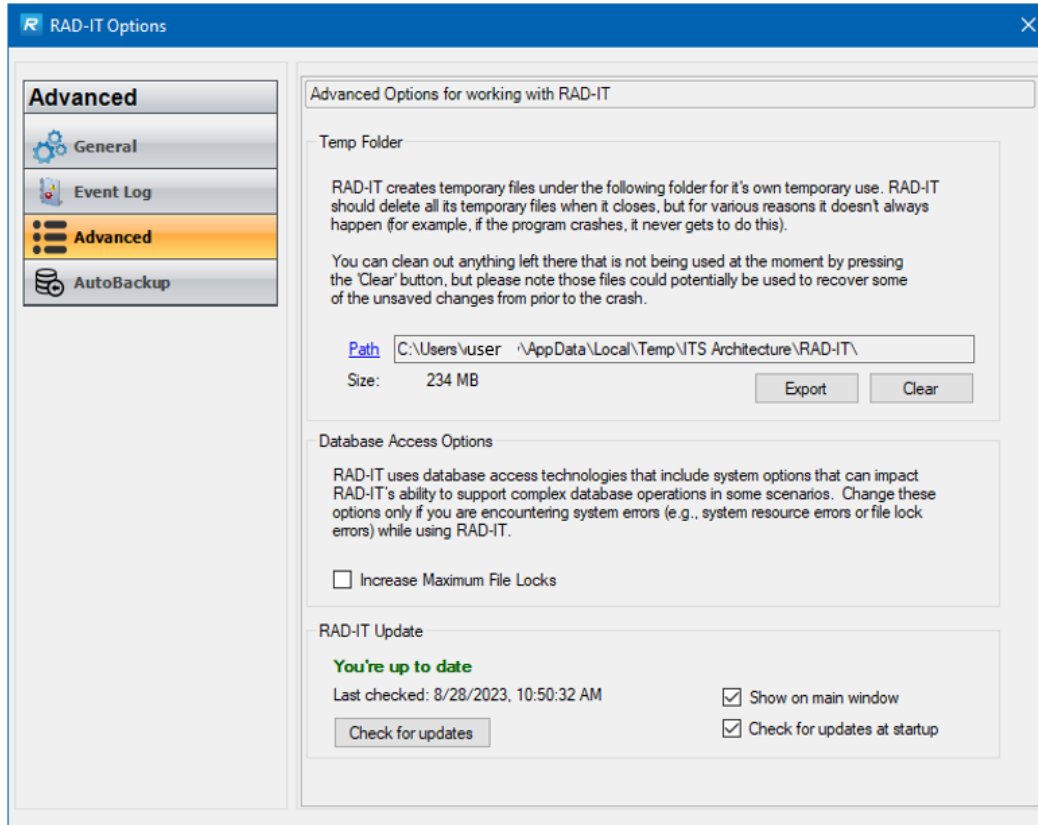 RAD-IT Options
Advanced
General
Event Log
Advanced
AutoBackup
Advanced Options for working with RAD-IT
Temp Folder
RAD-IT creates temporary files under the following folder for it's own temporary use. RAD-IT
should delete all its temporary files when it closes, but for various reasons it doesn't always
happen (for example, if the program crashes, it never gets to do this).
You can clean out anything left there that is not being used at the moment by pressing
the 'Clear' button, but please note those files could potentially be used to recover some
of the unsaved changes from prior to the crash.
Path C:\Users\user \AppData\Local\Temp\ITS Architecture\RAD-IT\
Size: 234 MB
Export Clear
Database Access Options
RAD-IT uses database access technologies that include system options that can impact
RAD-IT's ability to support complex database operations in some scenarios. Change these
options only if you are encountering system errors (e.g., system resource errors or file lock
errors) while using RAD-IT.
Increase Maximum File Locks
RAD-IT Update
You're up to date
Last checked: 8/28/2023, 10:50:32 AM
Show on main window
Check for updates
Check for updates at startup